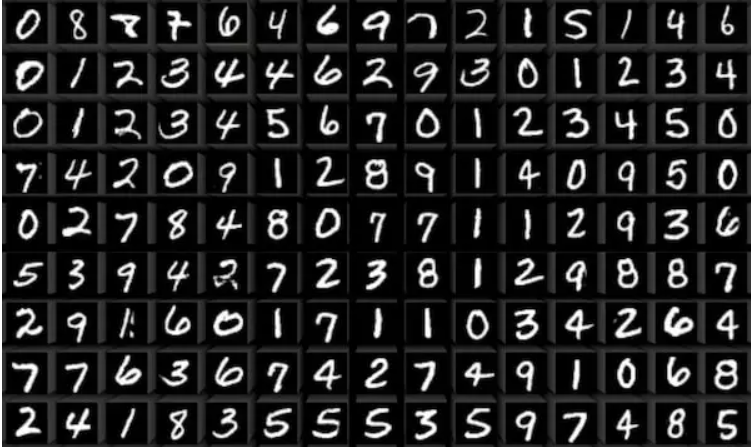 0 8 8 7 6 4 6 9 7 2 1 5 1 4 6
0 1 2 3 4 4 6 2 9 3 0 1 2 3 4
0 1 2 3 4 5 6 7 0 1 2 3 4 5 0
7 4 2 0 9 1 2 8 9 1 4 0 9 5 0
0 2 7 8 4 8 0 7 7 1 1 2 9 3 6
5 3 9 4 2 7 2 3 8 1 2 9 8 8 7
2 9 1 6 0 1 7 1 1 0 3 4 2 6 4
7 7 6 3 6 7 4 2 7 4 9 1 0 6 8
2 4 1 8 3 5 5 5 3 5 9 7 4 8 5